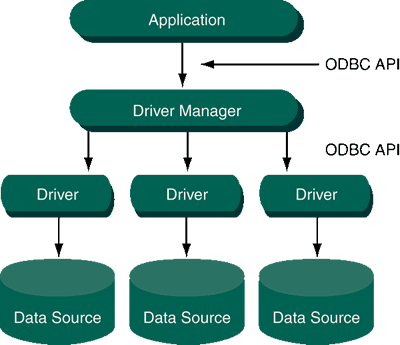 Application
ODBC API
Driver Manager
ODBC API
Driver Driver Driver
Data Source Data Source Data Source